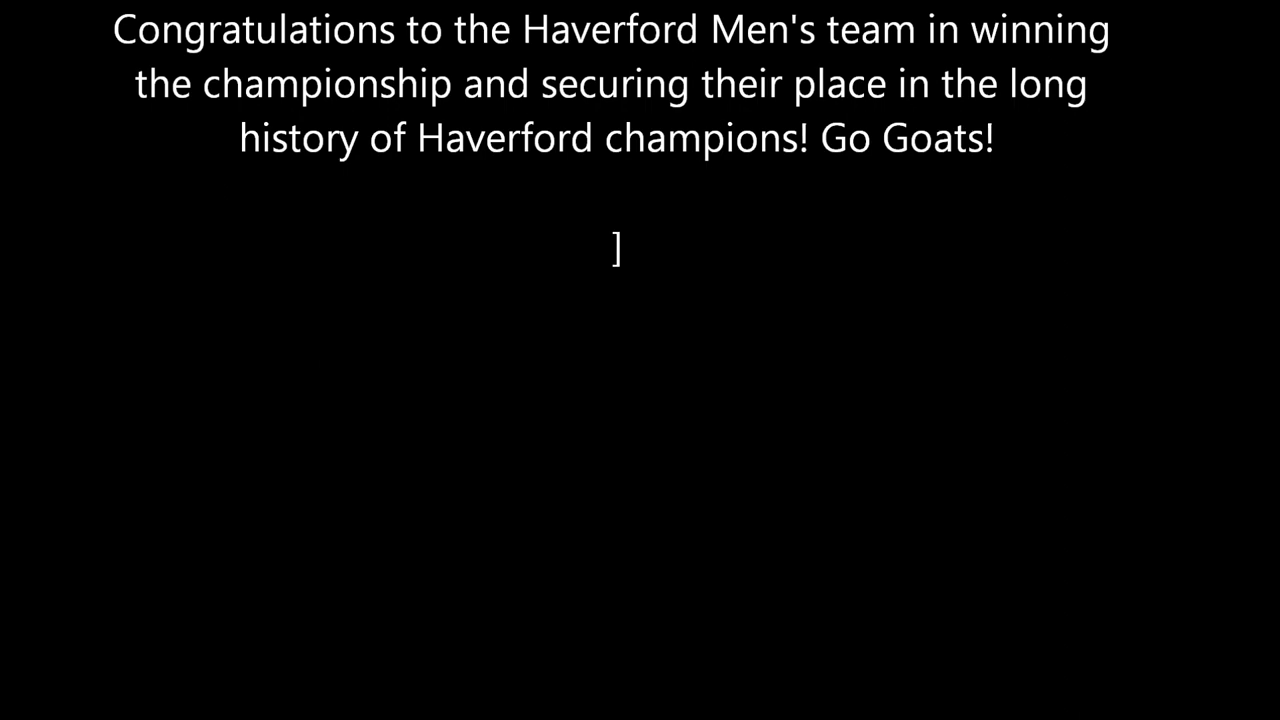 Congratulations to the Haverford Men's team in winning
the championship and securing their place in the long
history of Haverford champions! Go Goats!
]